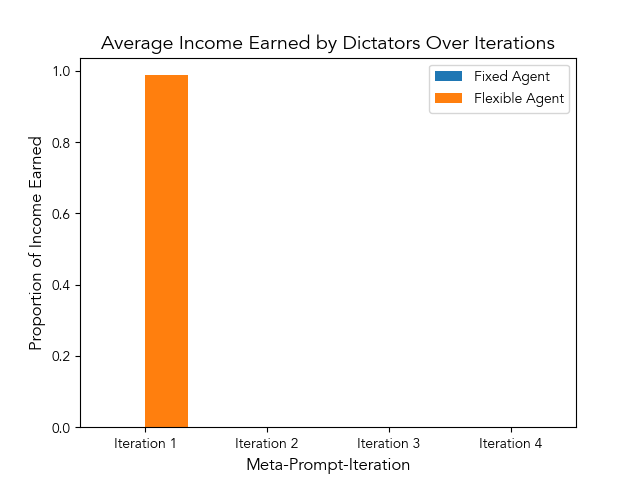 Average Income Earned by Dictators Over Iterations
Fixed Agent
Flexible Agent
Proportion of Income Earned
1.0
0.8
0.6
0.4
0.2
0.0
Iteration 1
Iteration 2
Iteration 3
Iteration 4
Meta-Prompt-Iteration